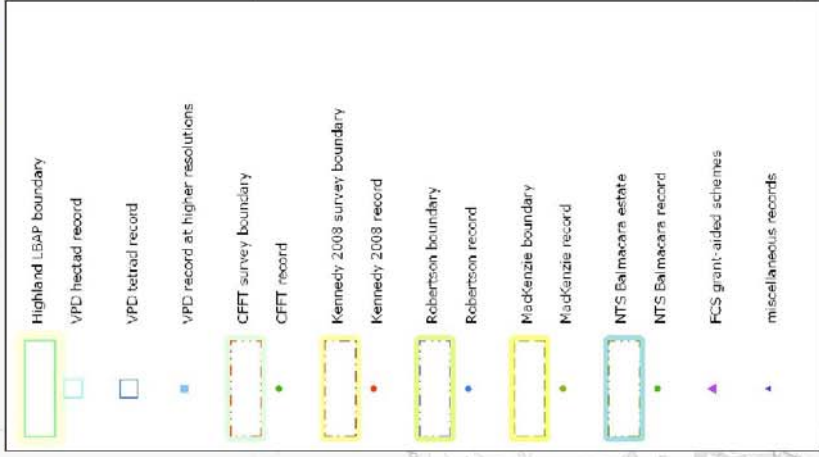 Highland LBAP boundary
VPD hectad record
VPD tetrad record
VPD record at higher resolutions
CFFT survey boundary
CFFT record
Kennedy 2008 survey boundary
Kennedy 2008 record
Robertson boundary
Robertson record
MacKenzie boundary
MacKenzie record
NTS Balmacara estate
NTS Balmacara record
FCS grant-aided schemes
miscellaneous records